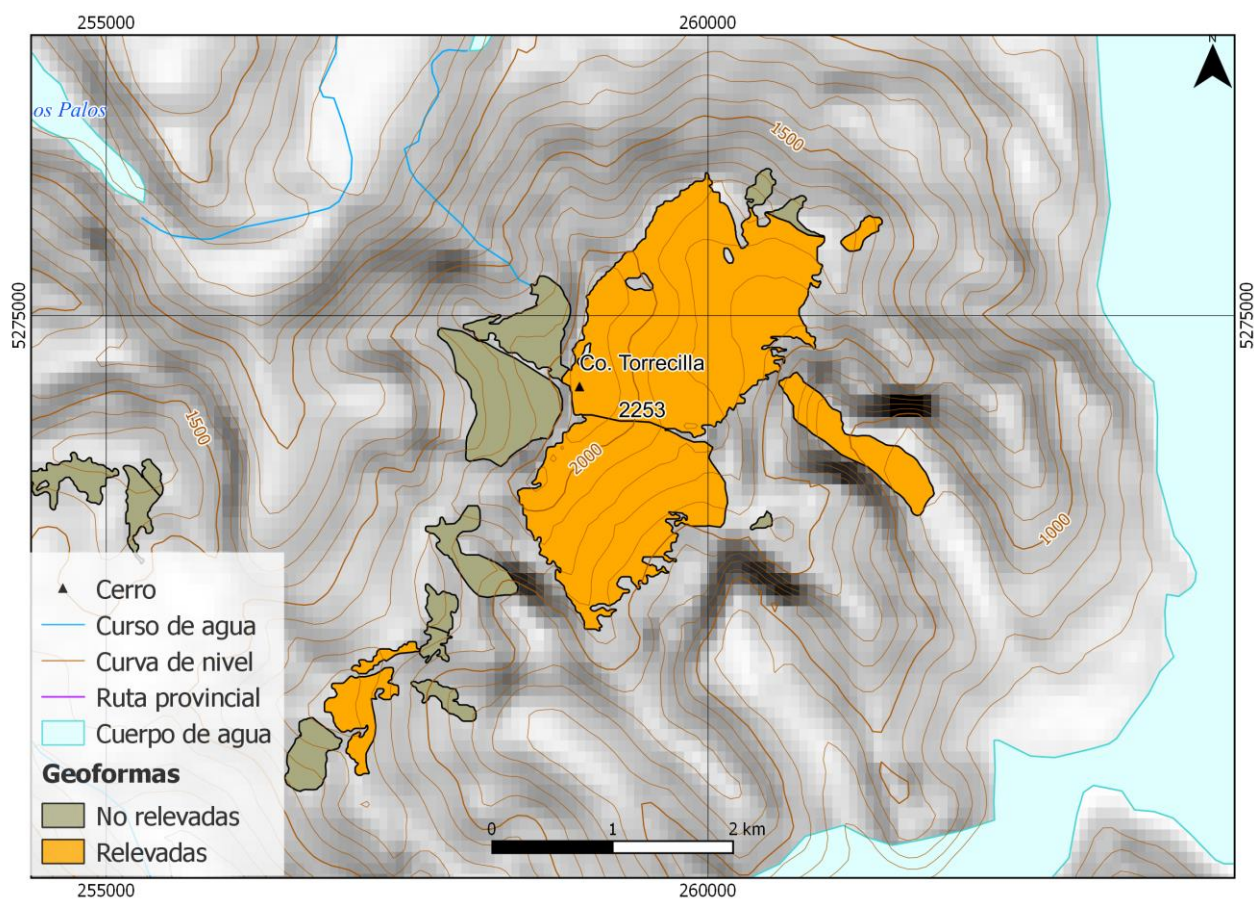 255000
260000
N
os Palos
1500
5275000
5275000
Co. Torrecilla
2253
2000
1500
1000
Cerro
Curso de agua
Curva de nivel
Ruta provincial
Cuerpo de agua
Geoformas
No relevadas
Relevadas
0 1 2 km
255000
260000